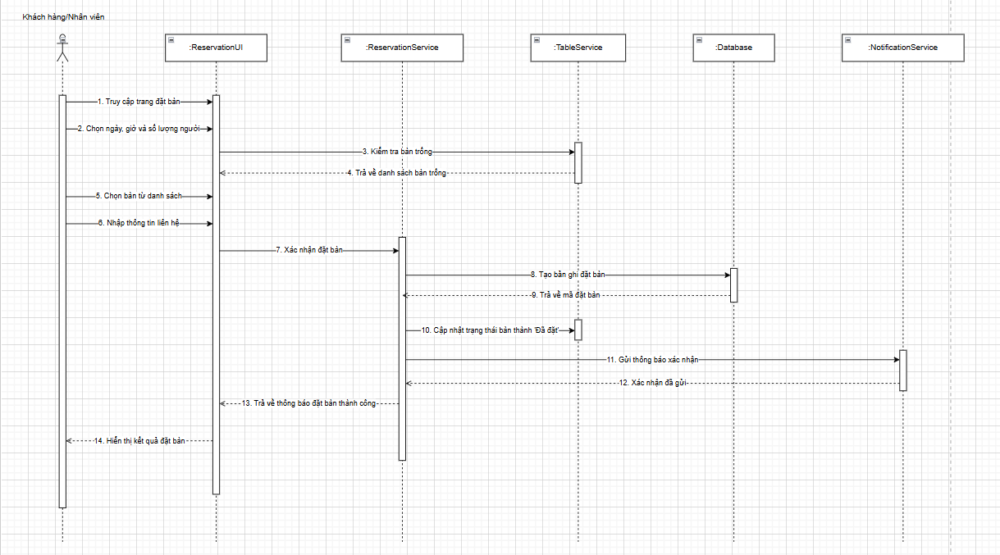 Khách hàng/Nhân viên
:ReservationUI
:ReservationService
:TableService
:Database
:NotificationService
1. Truy cập trang đặt bàn
2. Chọn ngày, giờ và số lượng người
3. Kiểm tra bàn trống
4. Trả về danh sách bàn trống
5. Chọn bàn từ danh sách
6. Nhập thông tin liên hệ
7. Xác nhận đặt bàn
8. Tạo bản ghi đặt bàn
9. Trả về mã đặt bàn
10. Cập nhật trạng thái bàn thành 'Đã đặt'
11. Gửi thông báo xác nhận
12. Xác nhận đã gửi
13. Trả về thông báo đặt bàn thành công
14. Hiển thị kết quả đặt bàn